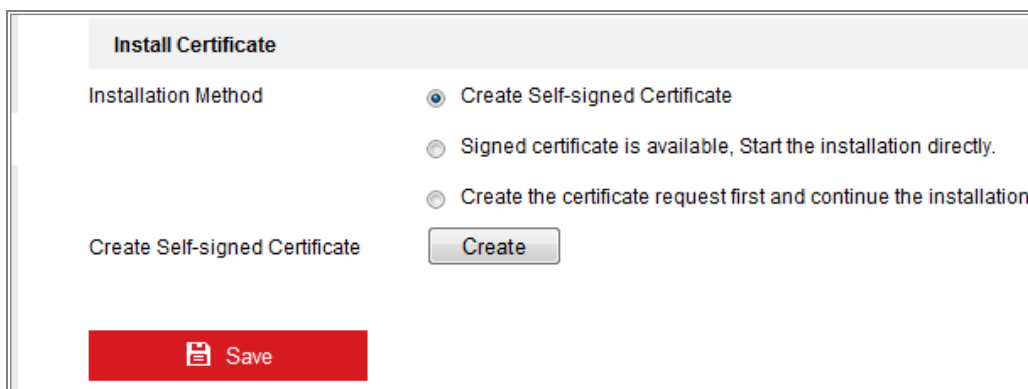 Install Certificate
Installation Method
Create Self-signed Certificate
Signed certificate is available, Start the installation directly.
Create the certificate request first and continue the installation
Create Self-signed Certificate
Create
Save